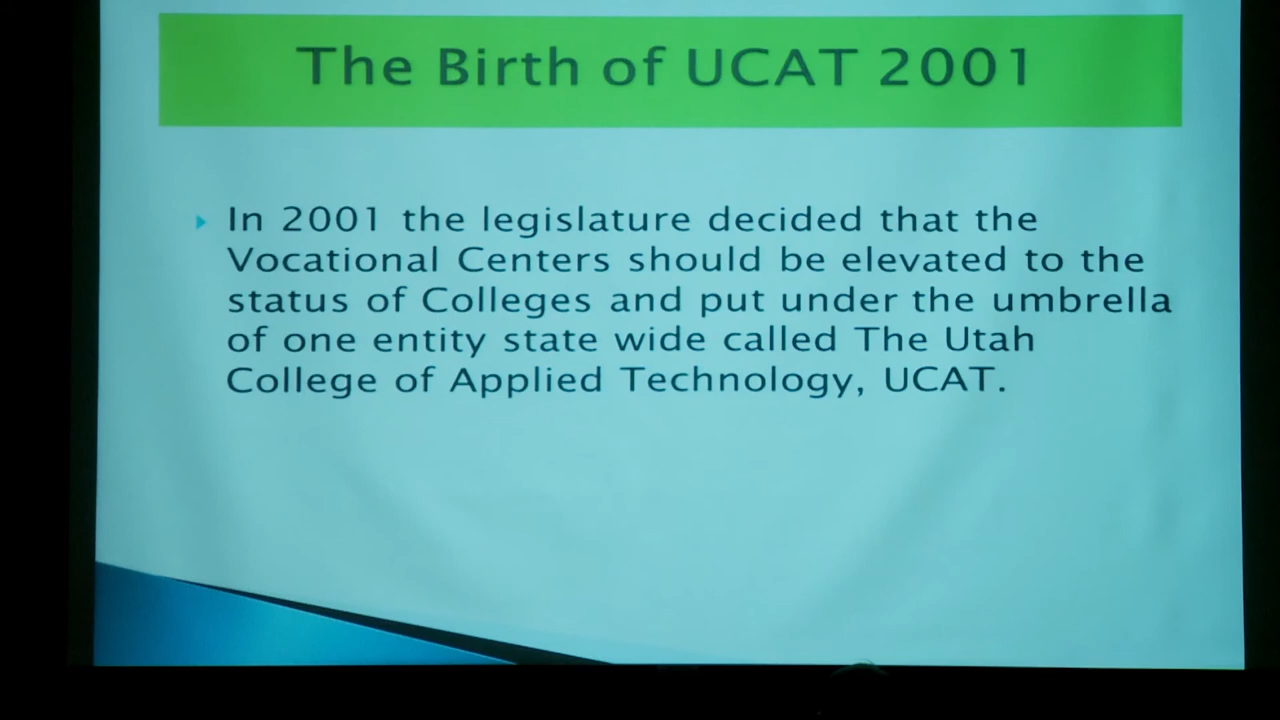 The Birth of UCAT 2001
In 2001 the legislature decided that the
Vocational Centers should be elevated to the
status of Colleges and put under the umbrella
of one entity state wide called The Utah
College of Applied Technology, UCAT.